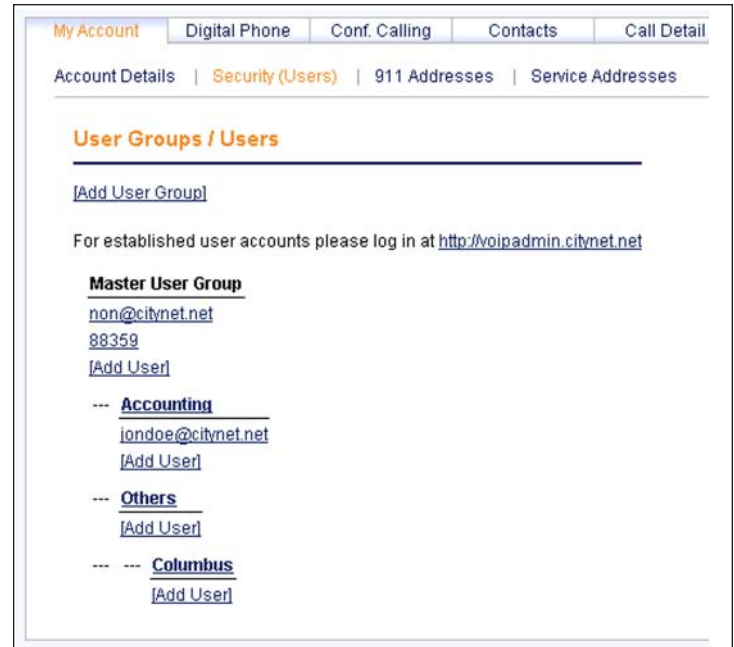 My Account Digital Phone Conf. Calling Contacts Call Detail
Account Details | Security (Users) | 911 Addresses | Service Addresses
User Groups / Users
[Add User Group]
For established user accounts please log in at http://voipadmin.citynet.net
Master User Group
non@citynet.net
88359
[Add User]
--- Accounting
jondoe@citynet.net
[Add User]
--- Others
[Add User]
--- --- Columbus
[Add User]